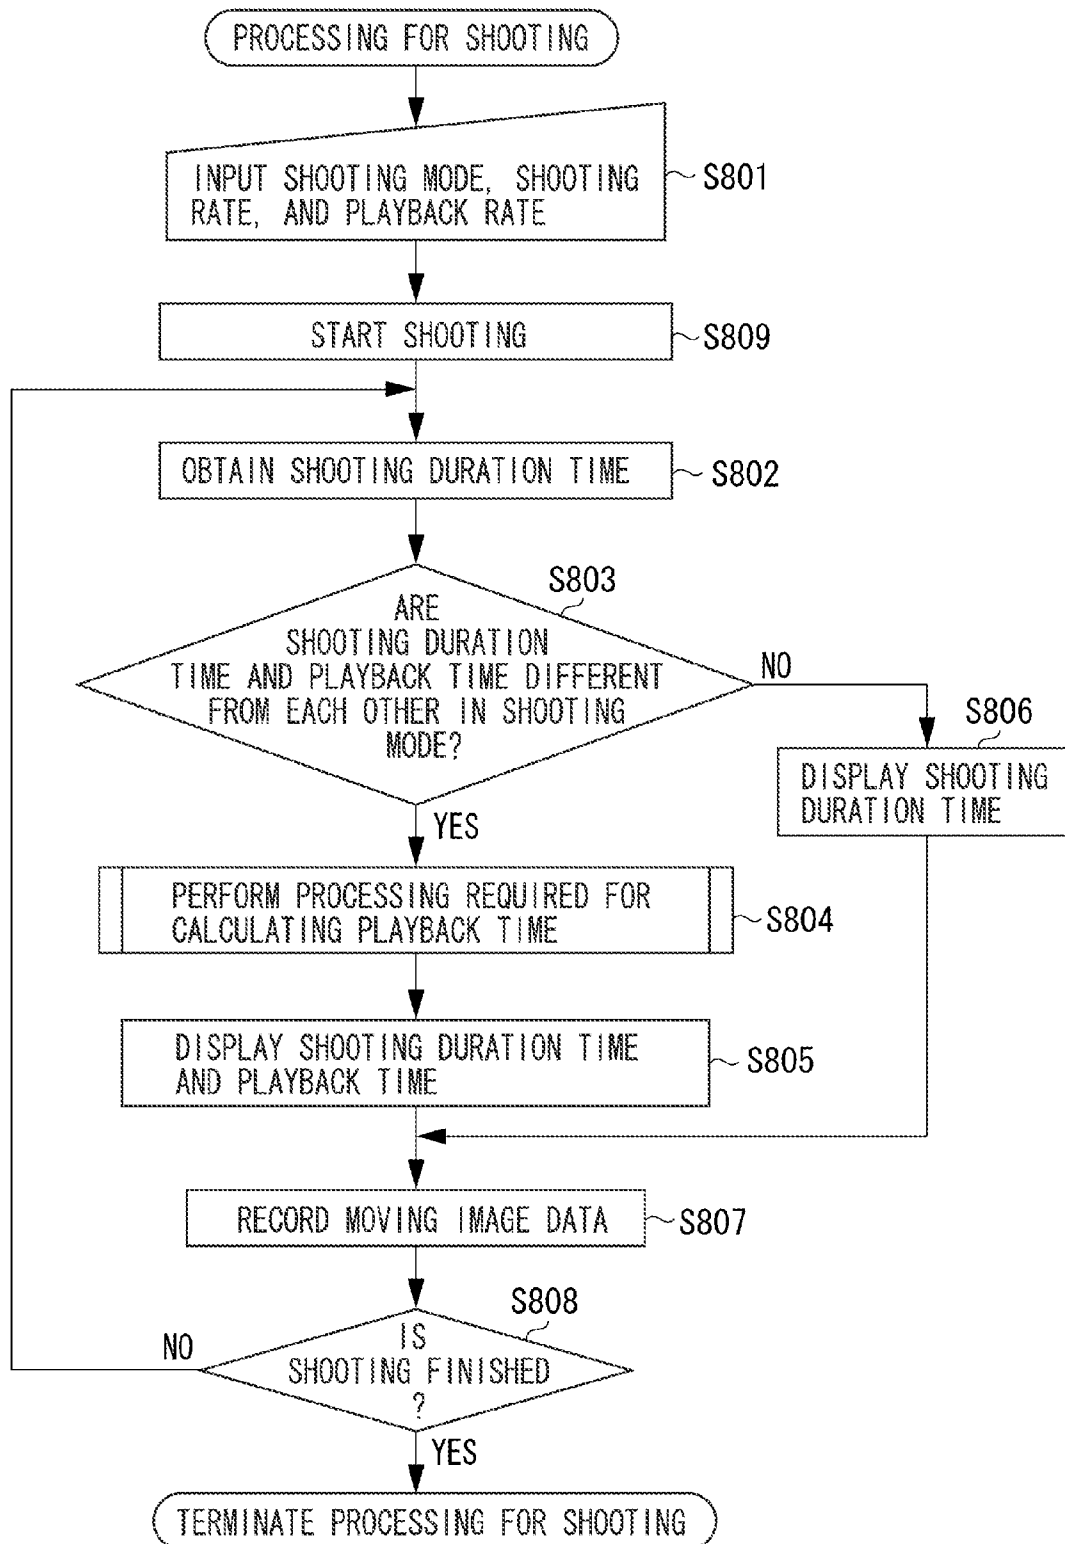 PROCESSING FOR SHOOTING
INPUT SHOOTING MODE, SHOOTING
RATE, AND PLAYBACK RATE
S801
START SHOOTING
S809
OBTAIN SHOOTING DURATION TIME
S802
S803
ARE
SHOOTING DURATION
TIME AND PLAYBACK TIME DIFFERENT
FROM EACH OTHER IN SHOOTING
MODE?
NO
S806
DISPLAY SHOOTING
DURATION TIME
YES
PERFORM PROCESSING REQUIRED FOR
CALCULATING PLAYBACK TIME
S804
DISPLAY SHOOTING DURATION TIME
AND PLAYBACK TIME
S805
RECORD MOVING IMAGE DATA
S807
S808
IS
SHOOTING FINISHED
?
NO
YES
TERMINATE PROCESSING FOR SHOOTING